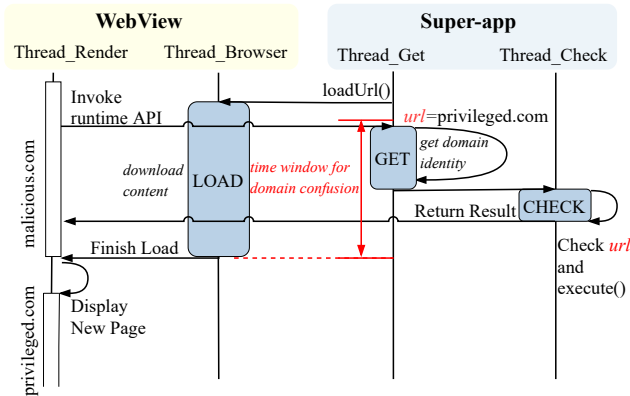 WebView
Super-app
Thread_Render
Thread_Browser
Thread_Get
Thread_Check
loadUrl()
Invoke
runtime API
url=privileged.com
malicious.com
download
content
LOAD
time window for
domain confusion
GET
get domain
identity
CHECK
Return Result
Finish Load
Check url
and
execute()
Display
New Page
privileged.com